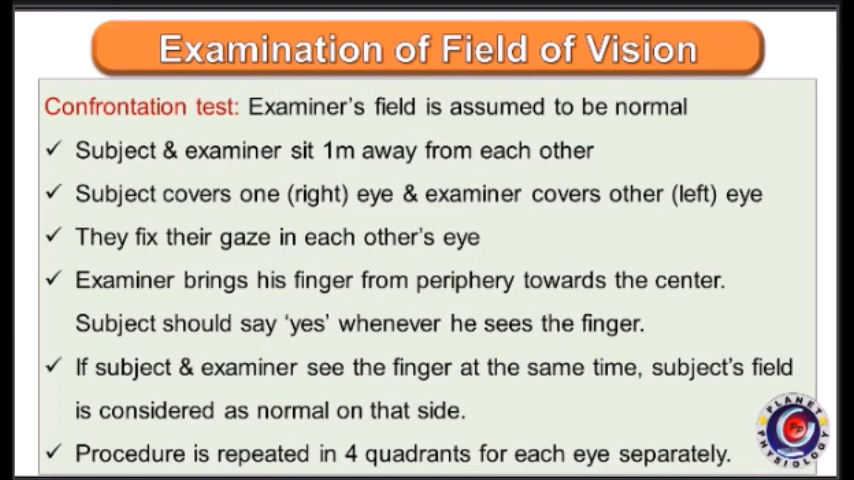 Examination of Field of Vision
Confrontation test: Examiner's field is assumed to be normal
✓ Subject & examiner sit 1m away from each other
✓ Subject covers one (right) eye & examiner covers other (left) eye
✓ They fix their gaze in each other's eye
✓ Examiner brings his finger from periphery towards the center.
Subject should say 'yes' whenever he sees the finger.
✓ If subject & examiner see the finger at the same time, subject's field
is considered as normal on that side.
✓ Procedure is repeated in 4 quadrants for each eye separately.
PLANET
PP
PHYSIOLOGY